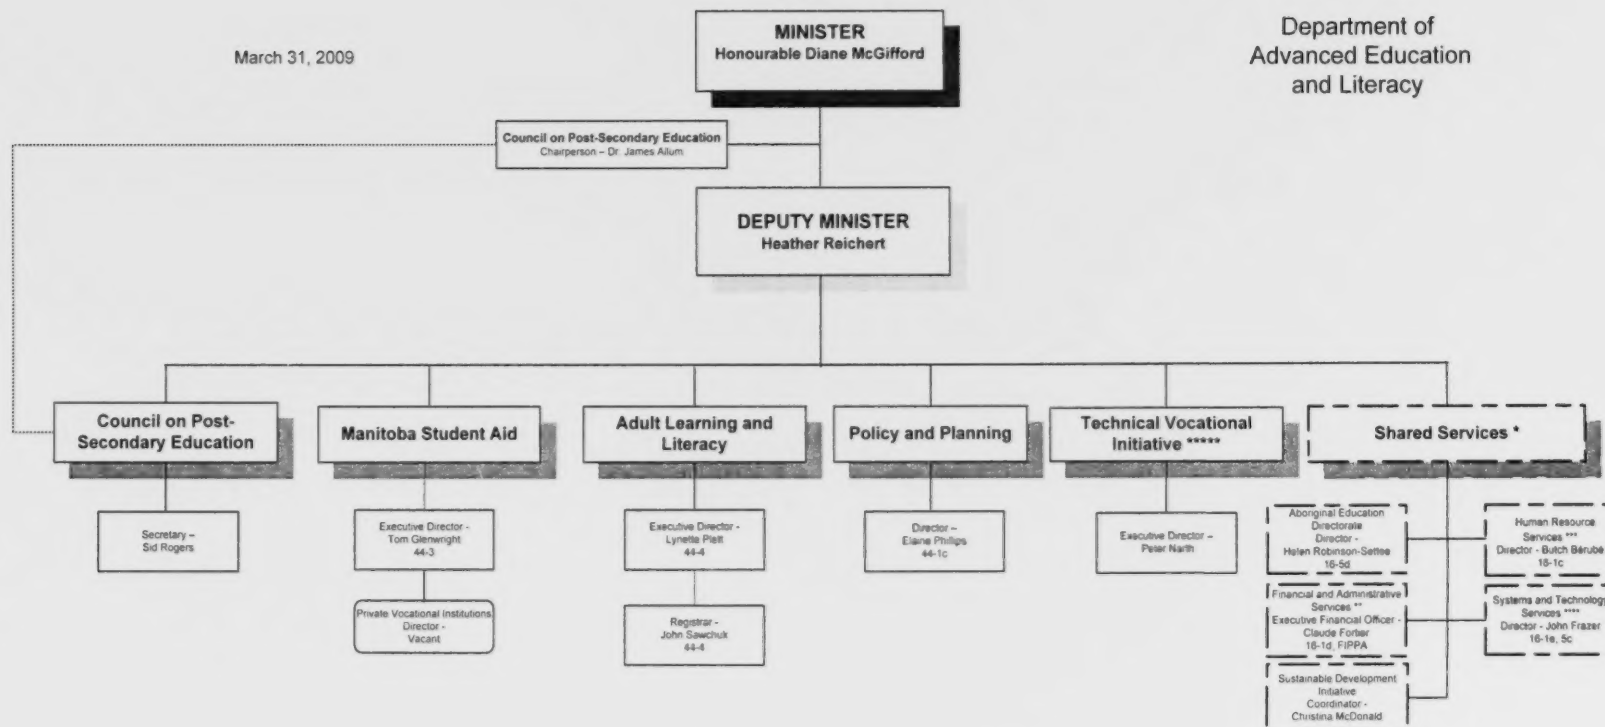 March 31, 2009
MINISTER
Honourable Diane McGifford
Department of
Advanced Education
and Literacy
Council on Post-Secondary Education
Chairperson – Dr. James Allum
DEPUTY MINISTER
Heather Reichert
Council on Post-
Secondary Education
Secretary –
Sid Rogers
Manitoba Student Aid
Executive Director -
Tom Glenwright
44-3
Private Vocational Institutions
Director -
Vacant
Adult Learning and
Literacy
Executive Director -
Lynette Plett
44-4
Registrar -
John Sawchuk
44-4
Policy and Planning
Director –
Elaine Phillips
44-1c
Technical Vocational
Initiative *****
Executive Director –
Peter Narth
Shared Services *
Aboriginal Education
Directorate
Director -
Helen Robinson-Settee
16-5d
Human Resource
Services ***
Director - Butch Bérubé
16-1c
Financial and Administrative
Services **
Executive Financial Officer -
Claude Fortier
16-1d, FIPPA
Systems and Technology
Services ****
Director - John Frazer
16-1e, 5c
Sustainable Development
Initiative
Coordinator -
Christina McDonald